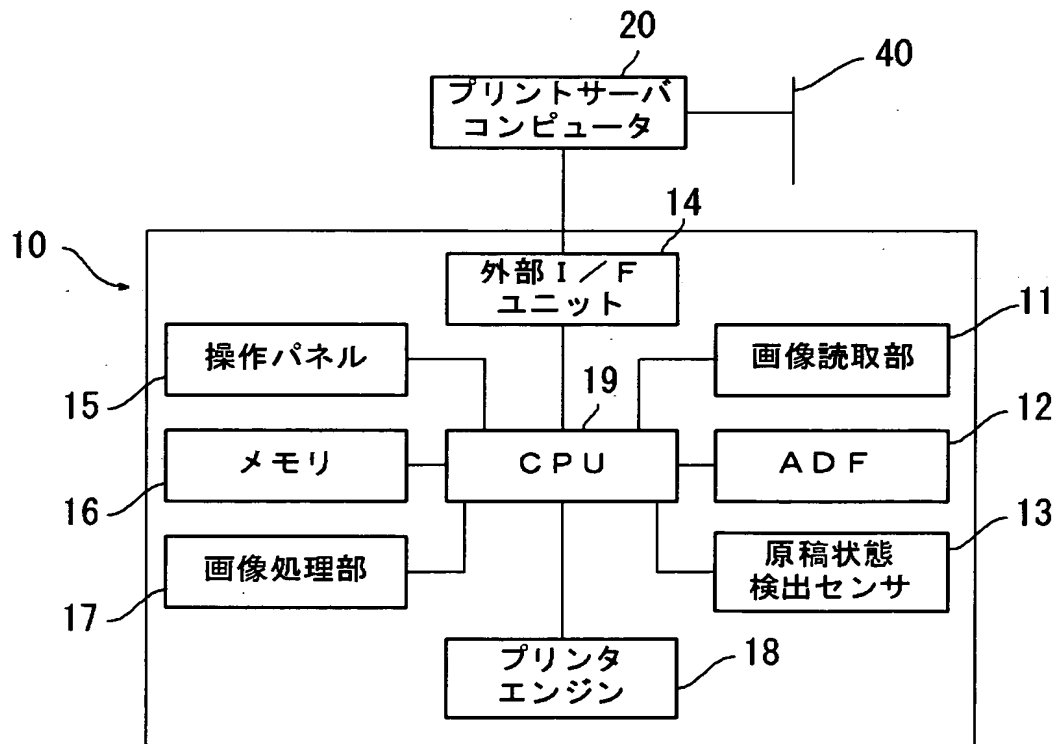 20
40
プリントサーバ
コンピュータ
14
10
外部Ｉ／Ｆ
ユニット
11
操作パネル
画像読取部
15
19
12
メモリ
ＣＰＵ
ＡＤＦ
16
13
画像処理部
原稿状態
検出センサ
17
プリンタ
エンジン
18